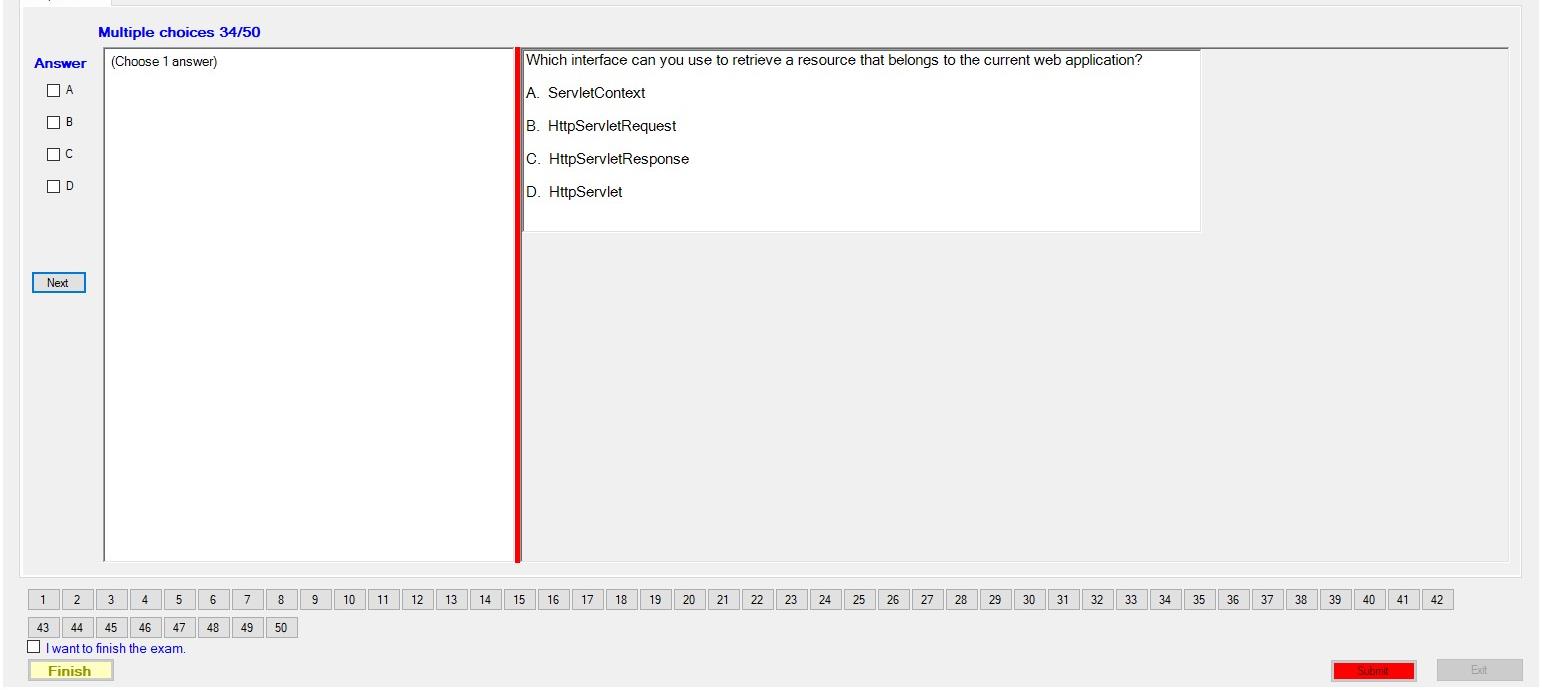 Multiple choices 34/50
Answer
A
B
C
D
Next
(Choose 1 answer)
Which interface can you use to retrieve a resource that belongs to the current web application?
A. ServletContext
B. HttpServletRequest
C. HttpServletResponse
D. HttpServlet
1 2 3 4 5 6 7 8 9 10 11 12 13 14 15 16 17 18 19 20 21 22 23 24 25 26 27 28 29 30 31 32 33 34 35 36 37 38 39 40 41 42
43 44 45 46 47 48 49 50
I want to finish the exam.
Finish
Submit
Exit